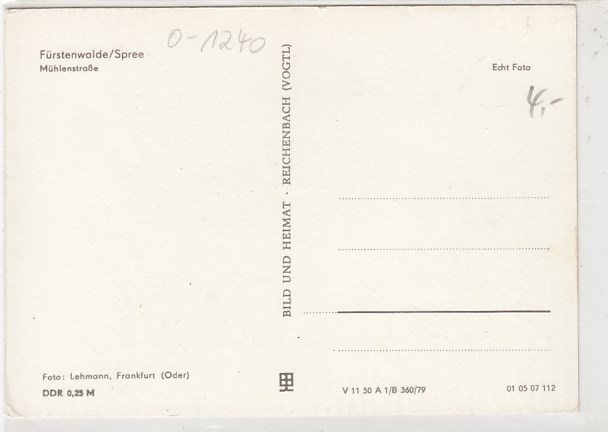 Fürstenwalde/Spree
Mühlenstraße
0-1240
Echt Foto
4,-
BILD UND HEIMAT · REICHENBACH (VOGTL)
Foto: Lehmann, Frankfurt (Oder)
DDR 0,25 M
V 11 50 A 1/B 360/79
01 05 07 112